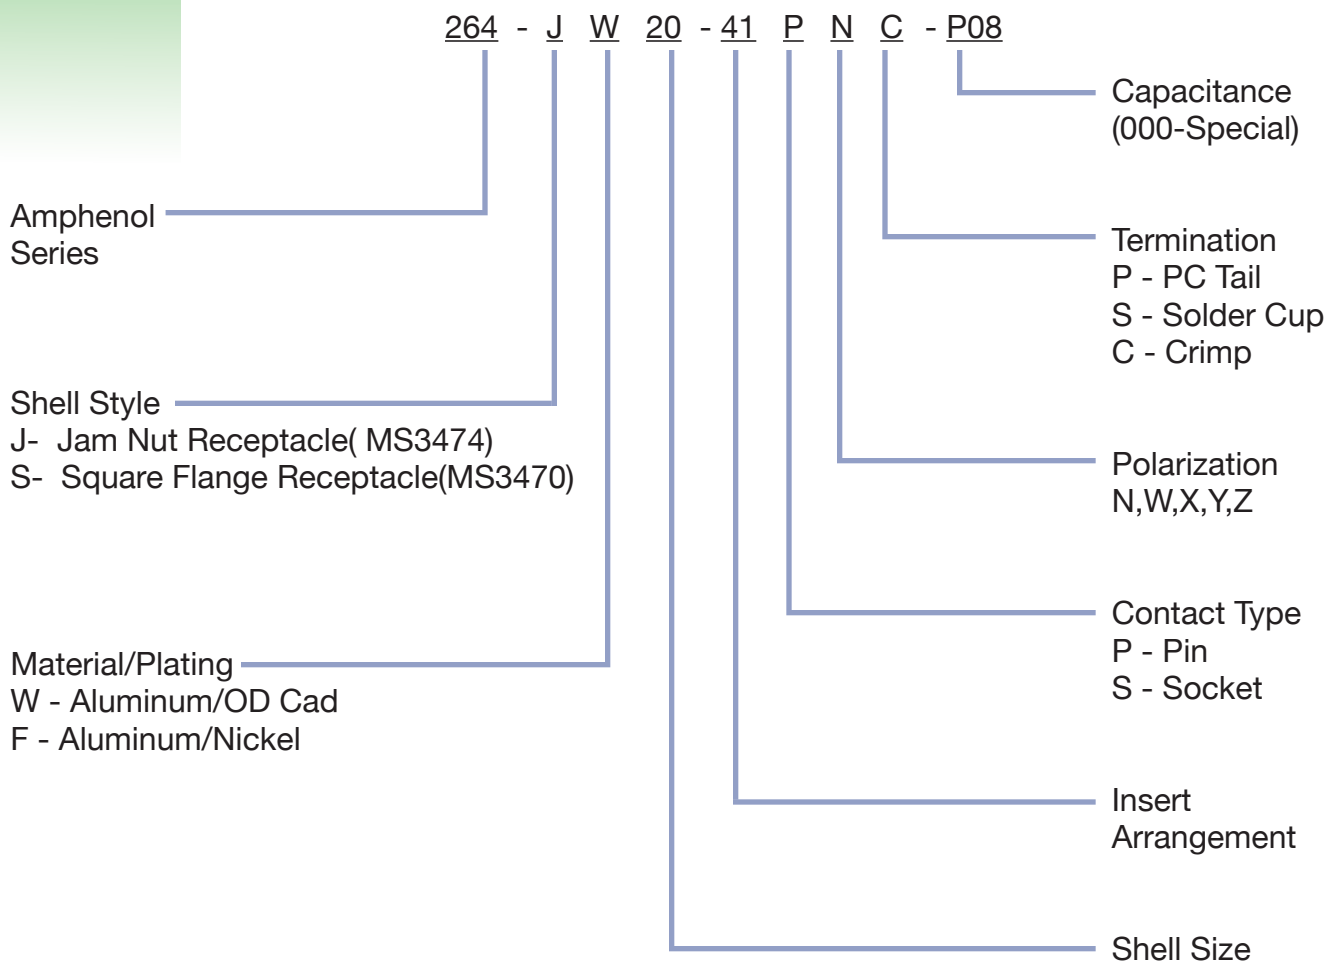 264 - J W 20 - 41 P N C - P08
Capacitance
(000-Special)
Amphenol
Series
Termination
P - PC Tail
S - Solder Cup
C - Crimp
Shell Style
J- Jam Nut Receptacle( MS3474)
S- Square Flange Receptacle(MS3470)
Polarization
N,W,X,Y,Z
Contact Type
P - Pin
S - Socket
Material/Plating
W - Aluminum/OD Cad
F - Aluminum/Nickel
Insert
Arrangement
Shell Size